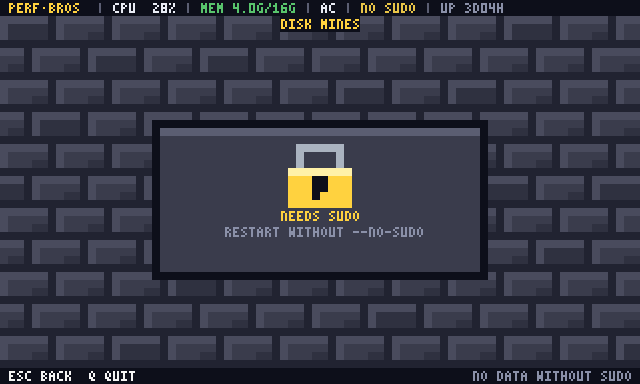 PERF·BROS | CPU 28% | MEM 4.0G/16G | AC | NO SUDO | UP 3D04H
DISK MINES
NEEDS SUDO
RESTART WITHOUT --NO-SUDO
ESC BACK Q QUIT
NO DATA WITHOUT SUDO